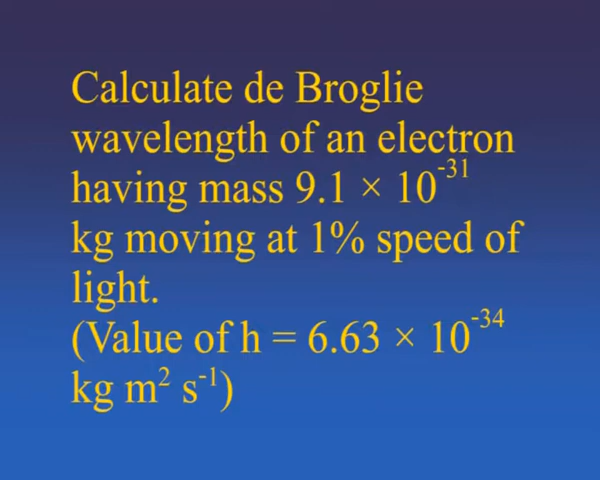 Calculate de Broglie
wavelength of an electron
having mass 9.1 × 10⁻³¹
kg moving at 1% speed of
light.
(Value of h = 6.63 × 10⁻³⁴
kg m² s⁻¹)